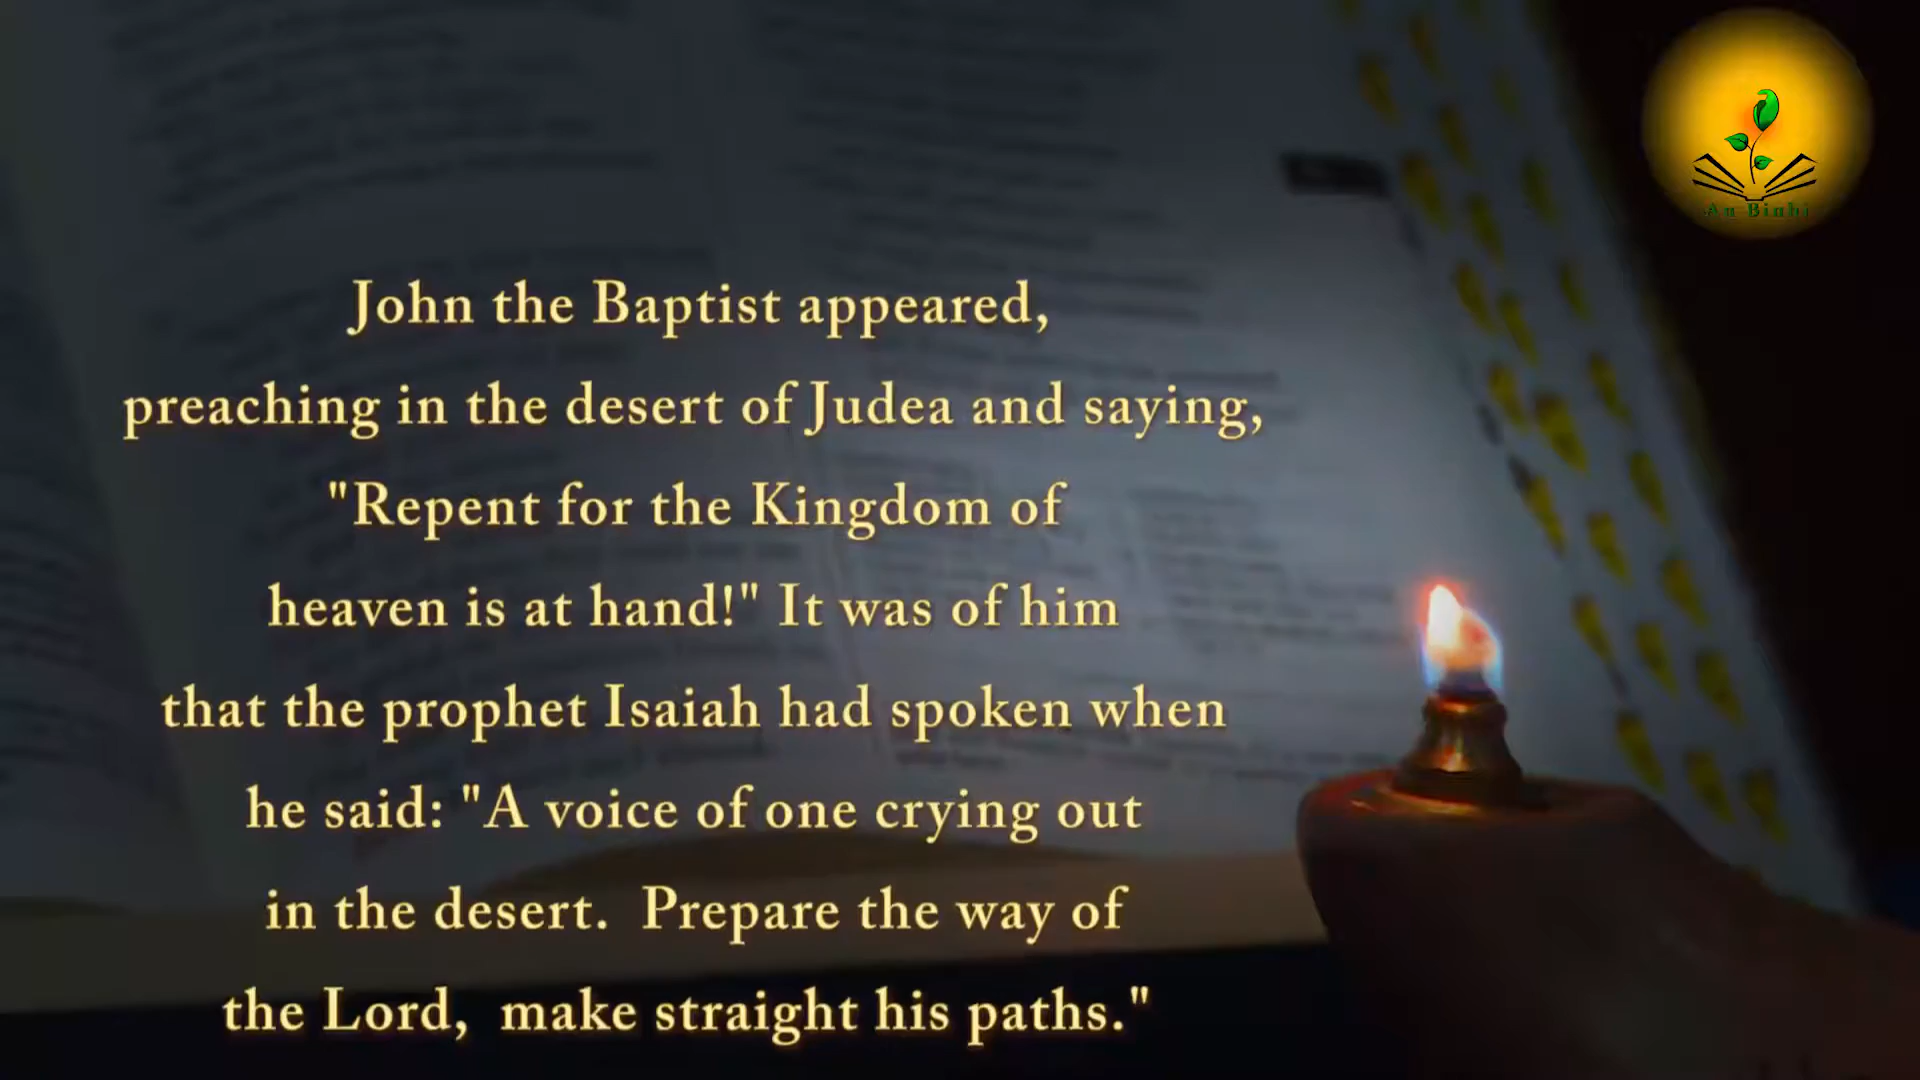 An Binhi
John the Baptist appeared,
preaching in the desert of Judea and saying,
"Repent for the Kingdom of
heaven is at hand!" It was of him
that the prophet Isaiah had spoken when
he said: "A voice of one crying out
in the desert.  Prepare the way of
the Lord,  make straight his paths."